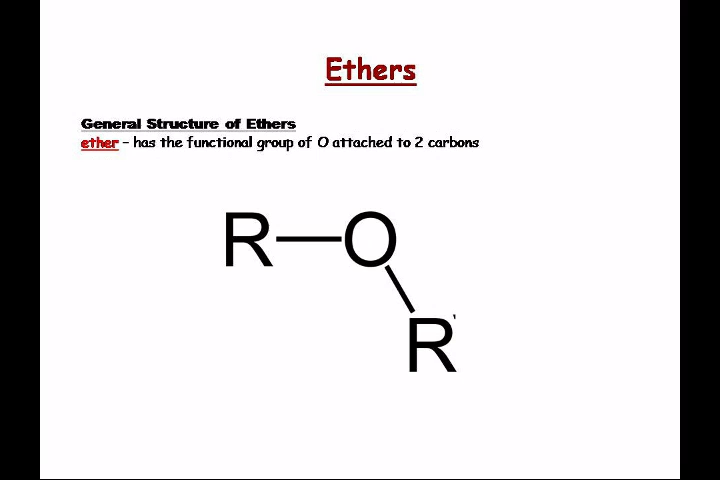 Ethers
General Structure of Ethers
ether – has the functional group of O attached to 2 carbons
R O
R'